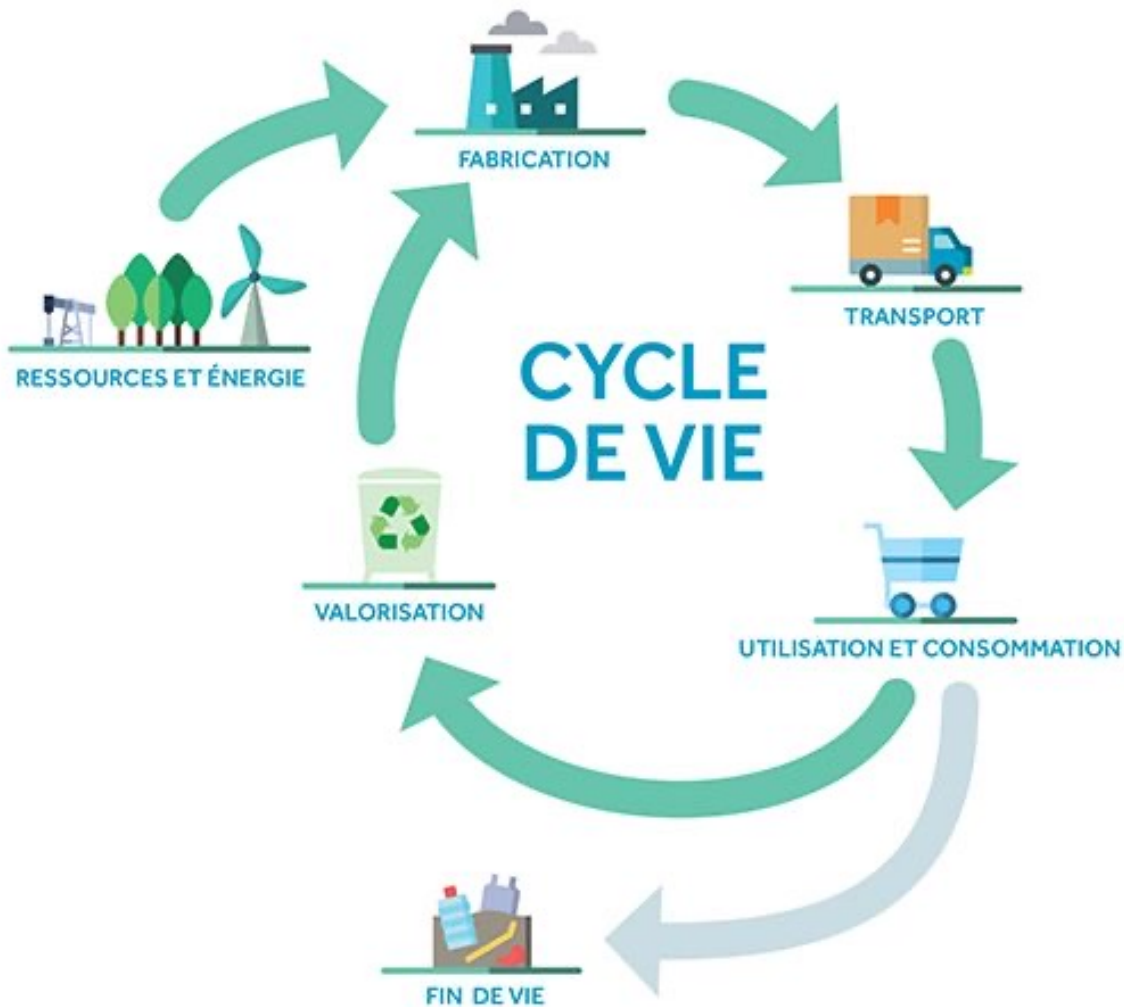 FABRICATION
TRANSPORT
RESSOURCES ET ÉNERGIE
CYCLE
DE VIE
VALORISATION
UTILISATION ET CONSOMMATION
FIN DE VIE